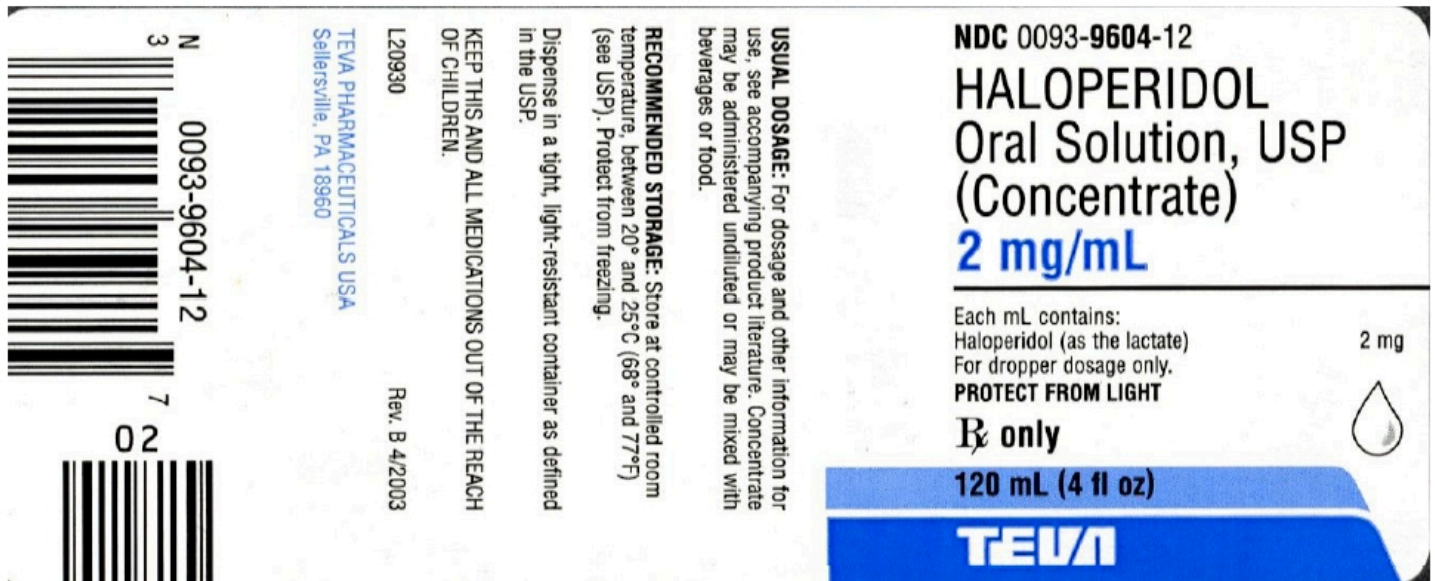 NDC 0093-9604-12
HALOPERIDOL
Oral Solution, USP
(Concentrate)
2 mg/mL
Each mL contains:
Haloperidol (as the lactate) 2 mg
For dropper dosage only.
PROTECT FROM LIGHT
℞ only
120 mL (4 fl oz)
TEVA
USUAL DOSAGE: For dosage and other information for
use, see accompanying product literature. Concentrate
may be administered undiluted or may be mixed with
beverages or food.
RECOMMENDED STORAGE: Store at controlled room
temperature, between 20° and 25°C (68° and 77°F)
(see USP). Protect from freezing.
Dispense in a tight, light-resistant container as defined
in the USP.
KEEP THIS AND ALL MEDICATIONS OUT OF THE REACH
OF CHILDREN.
L20930 Rev. B 4/2003
TEVA PHARMACEUTICALS USA
Sellersville, PA 18960
N
3 0093-9604-12 7
02